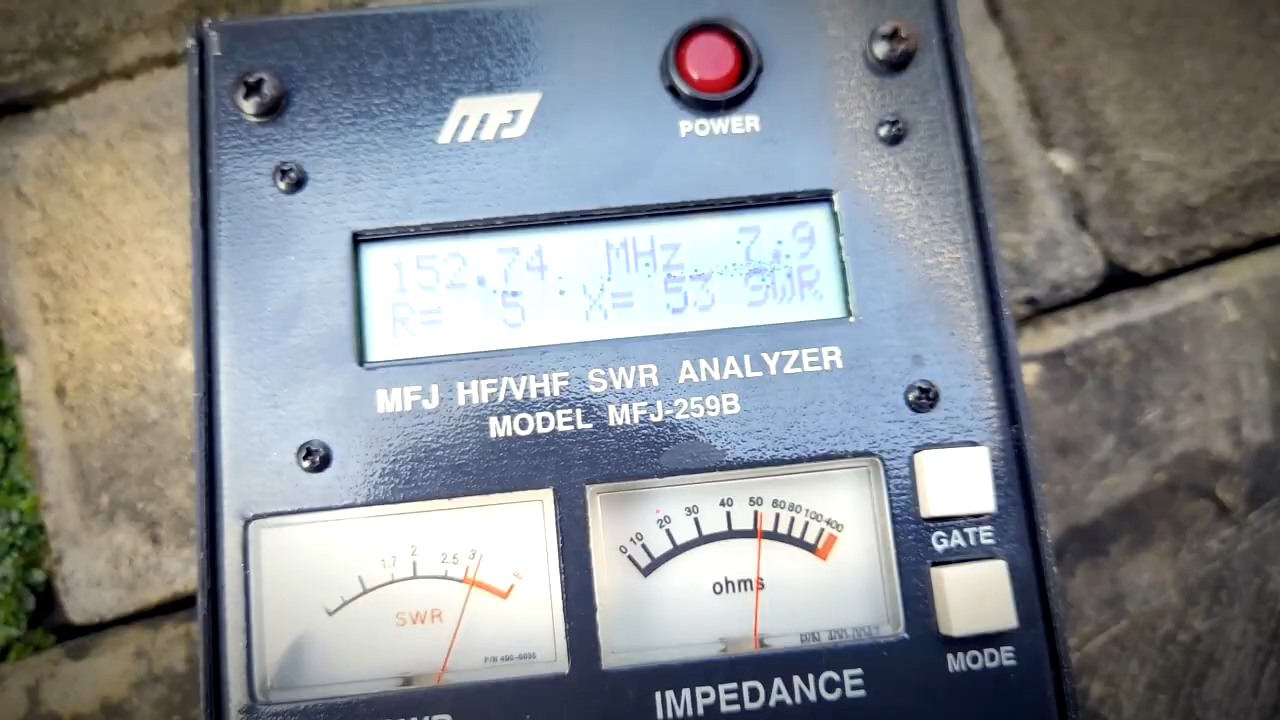 MFJ
POWER
152.74 MHz 7.9
R= 5 X= 53 SWR
MFJ HF/VHF SWR ANALYZER
MODEL MFJ-259B
1.7 2 2.5 3
SWR
P/N 400-0035
0 10 20 30 40 50 60 80 100 400
ohms
GATE
MODE
IMPEDANCE